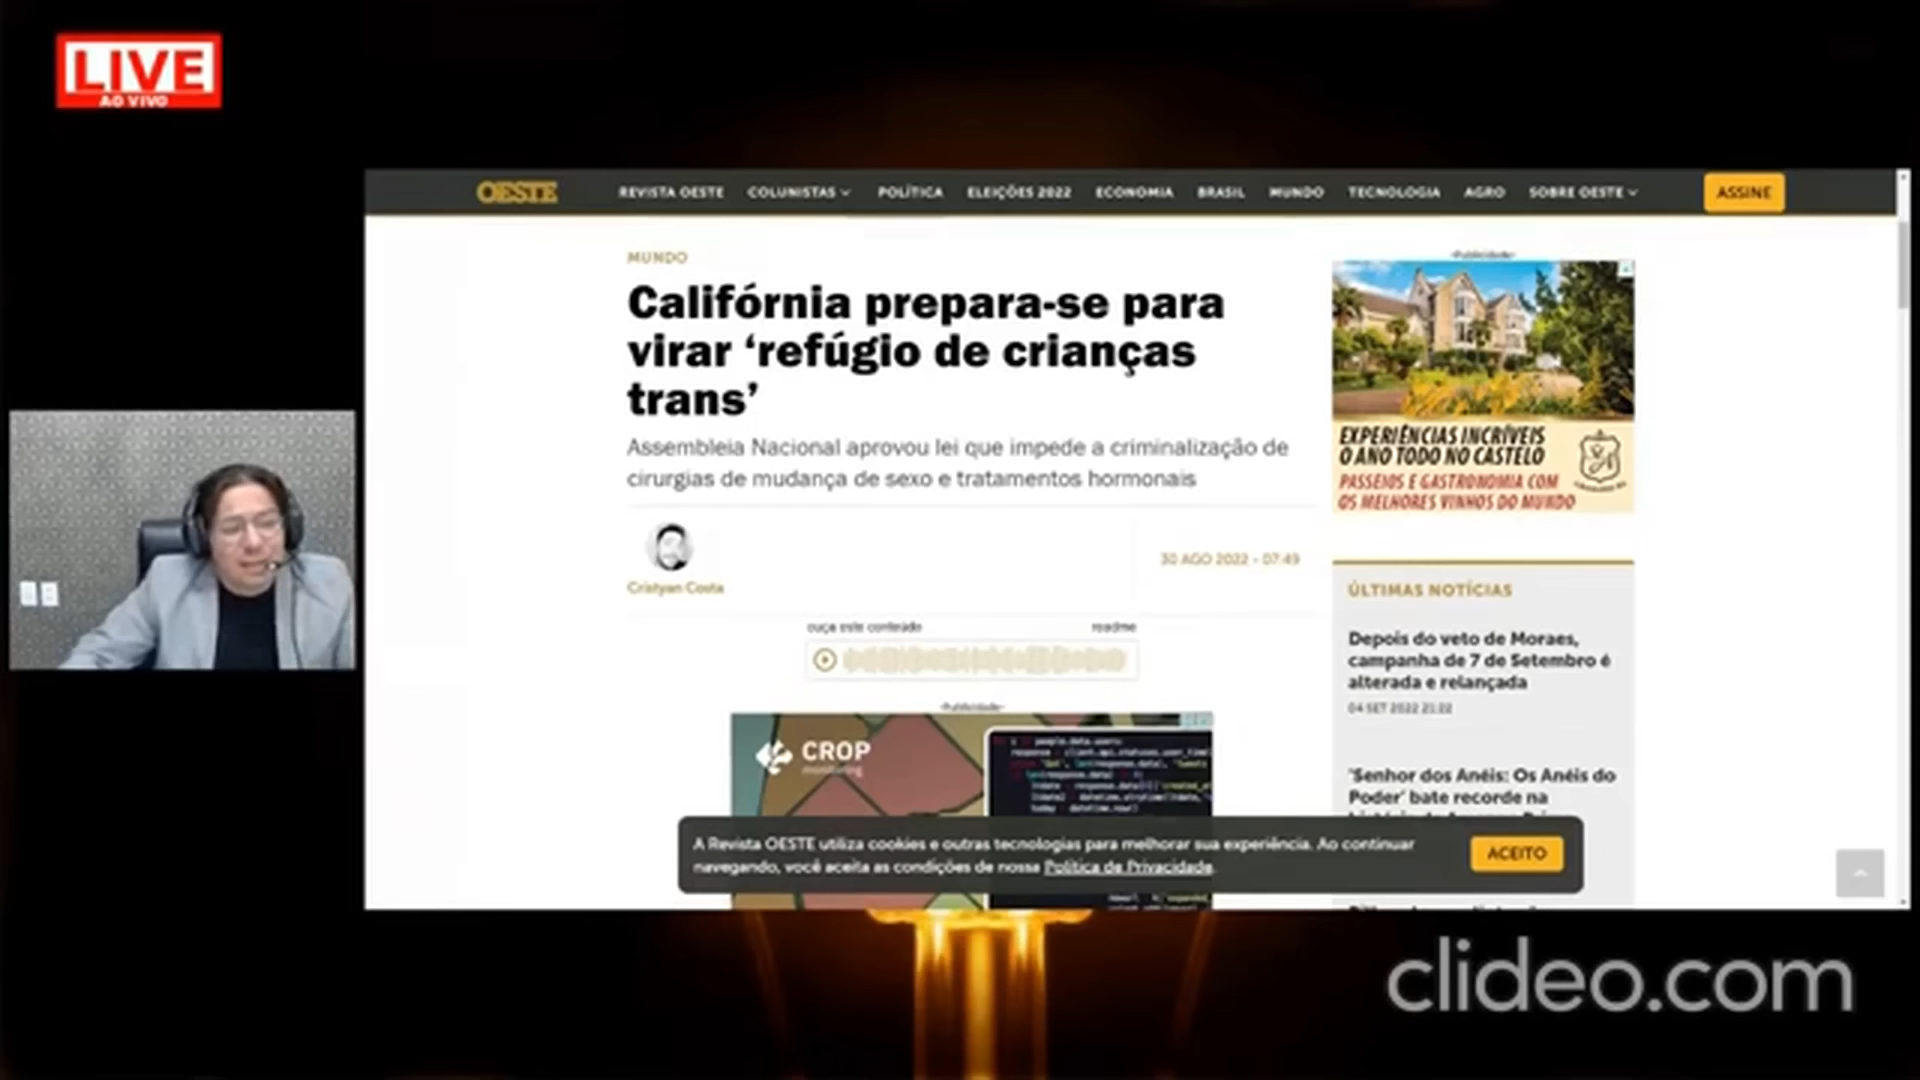 LIVE
AO VIVO
OESTE
REVISTA OESTE
COLUNISTAS
POLÍTICA
ELEIÇÕES 2022
ECONOMIA
BRASIL
MUNDO
TECNOLOGIA
AGRO
SOBRE OESTE
ASSINE
MUNDO
Califórnia prepara-se para
virar ‘refúgio de crianças
trans’
Assembleia Nacional aprovou lei que impede a criminalização de
cirurgias de mudança de sexo e tratamentos hormonais
Cristyan Costa
30 AGO 2022 - 07:49
ouça este conteúdo
readme
-Publicidade-
CROP
monitoring
-Publicidade-
EXPERIÊNCIAS INCRÍVEIS
O ANO TODO NO CASTELO
PASSEIOS E GASTRONOMIA COM
OS MELHORES VINHOS DO MUNDO
ÚLTIMAS NOTÍCIAS
Depois do veto de Moraes,
campanha de 7 de Setembro é
alterada e relançada
04 SET 2022 21:22
'Senhor dos Anéis: Os Anéis do
Poder' bate recorde na
A Revista OESTE utiliza cookies e outras tecnologias para melhorar sua experiência. Ao continuar
navegando, você aceita as condições de nossa Política de Privacidade.
ACEITO
clideo.com